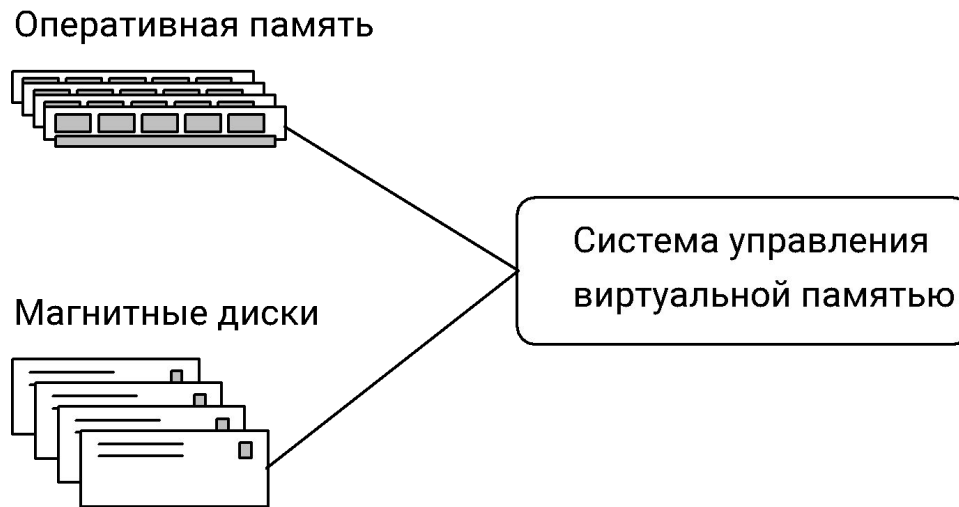 Оперативная память
Система управления
виртуальной памятью
Магнитные диски